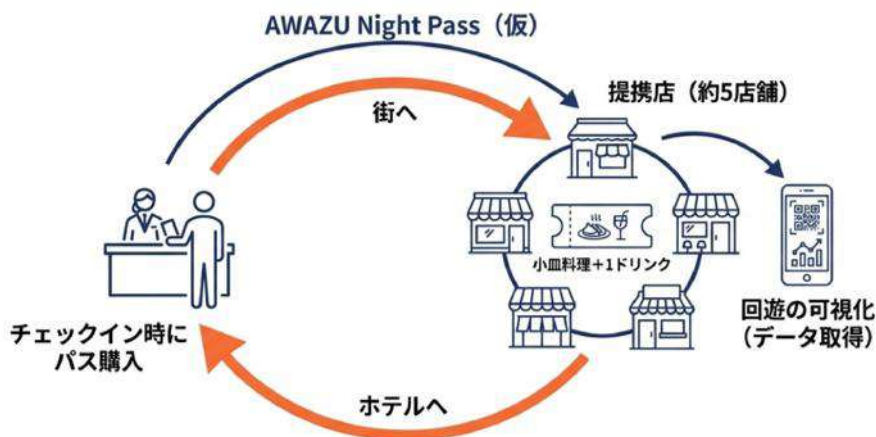 AWAZU Night Pass（仮）
街へ
提携店（約5店舗）
小皿料理＋1ドリンク
チェックイン時に
パス購入
回遊の可視化
（データ取得）
ホテルへ